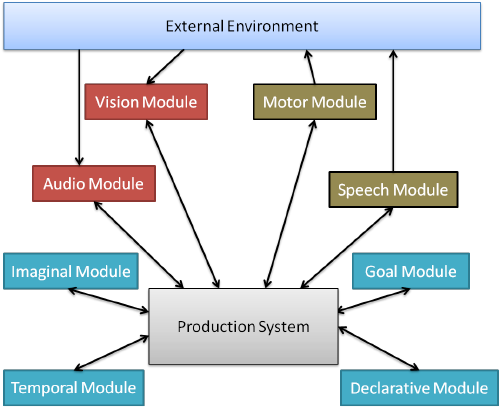 External Environment
Vision Module
Motor Module
Audio Module
Speech Module
Imaginal Module
Goal Module
Production System
Temporal Module
Declarative Module